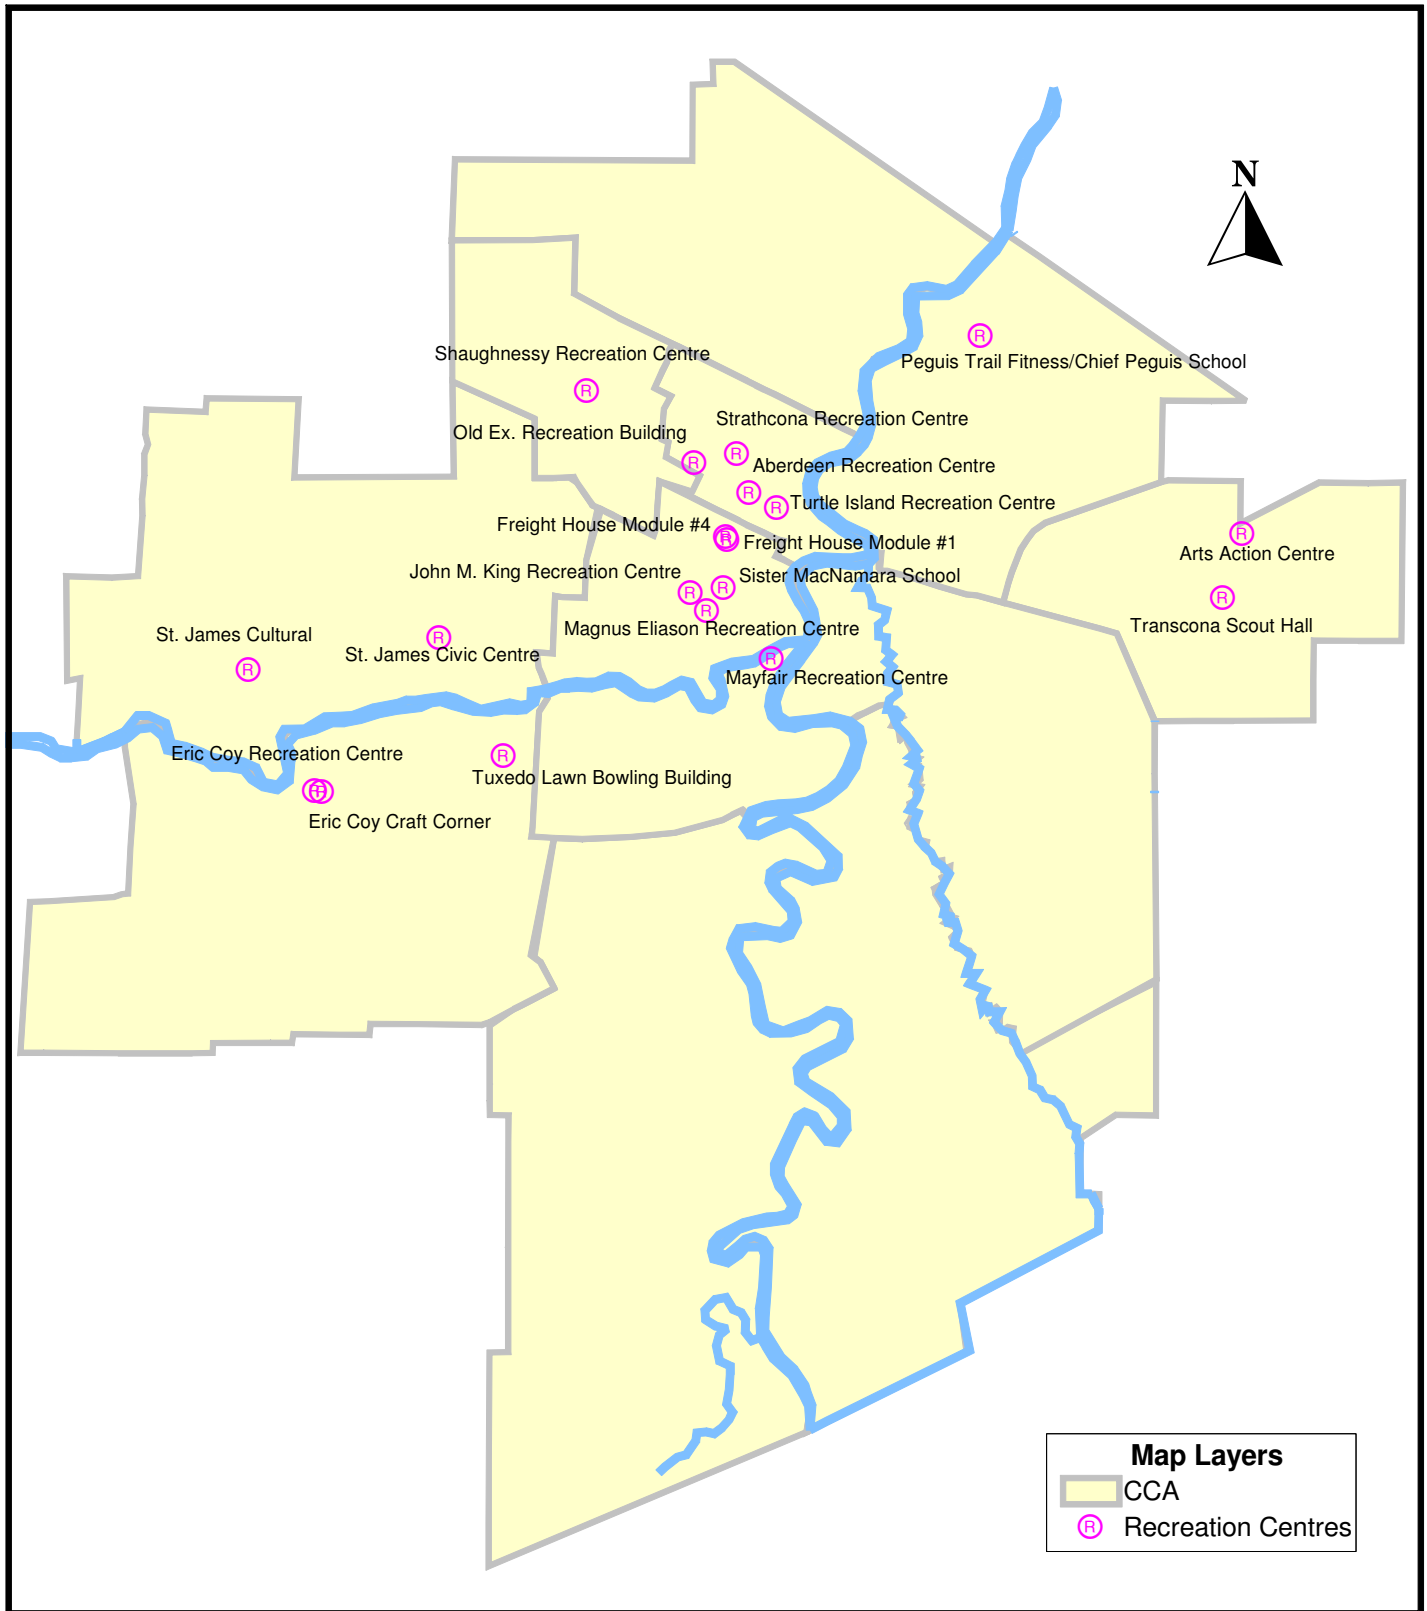 N
Shaughnessy Recreation Centre
R
Peguis Trail Fitness/Chief Peguis School
R
Strathcona Recreation Centre
Old Ex. Recreation Building
R
R
Aberdeen Recreation Centre
R
Turtle Island Recreation Centre
R
Freight House Module #4
R
R
Freight House Module #1
Arts Action Centre
R
John M. King Recreation Centre
R
Sister MacNamara School
R
R
Magnus Eliason Recreation Centre
Transcona Scout Hall
R
St. James Cultural
R
St. James Civic Centre
R
Mayfair Recreation Centre
R
Eric Coy Recreation Centre
R
R
Eric Coy Craft Corner
Tuxedo Lawn Bowling Building
R
Map Layers
CCA
R Recreation Centres